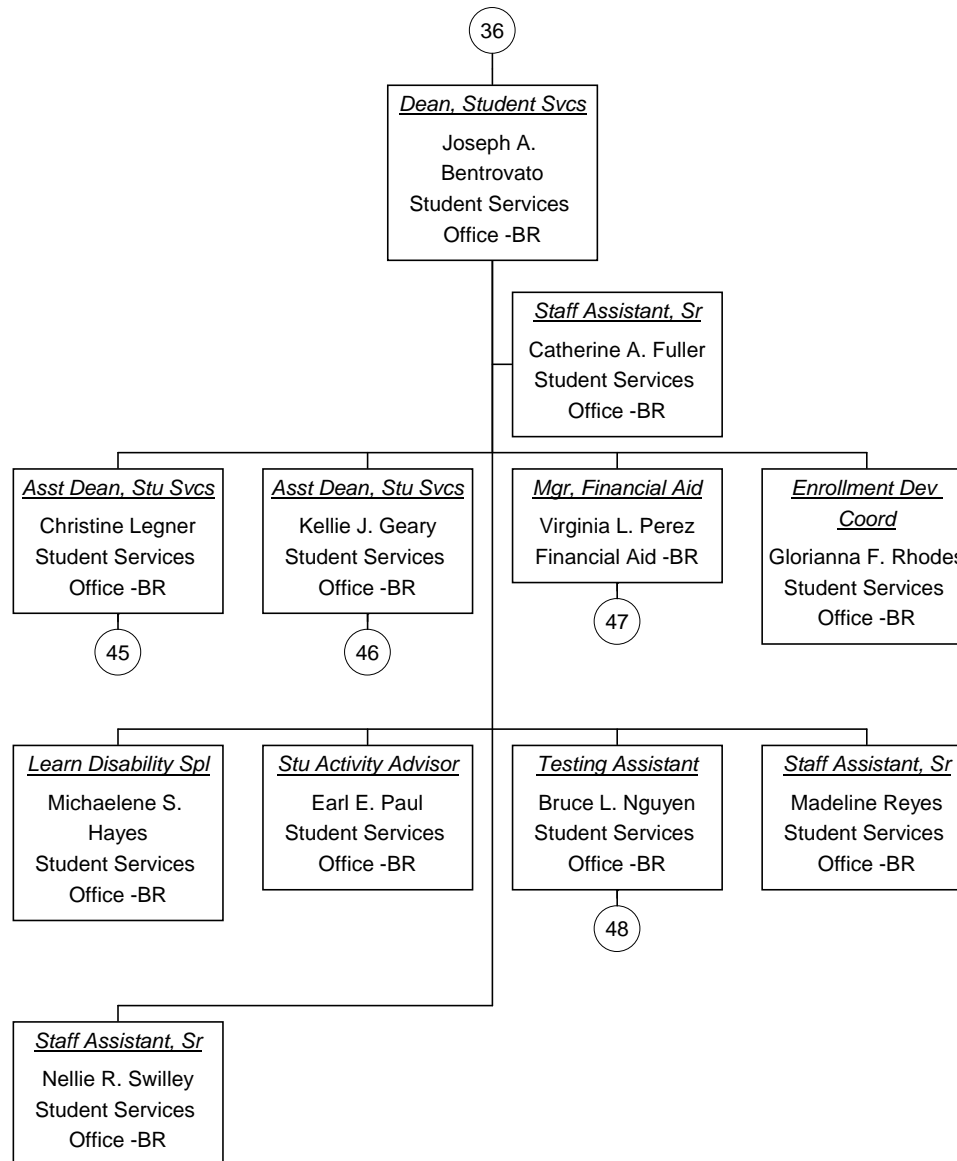 36
Dean, Student Svcs
Joseph A.
Bentrovato
Student Services
Office -BR
Staff Assistant, Sr
Catherine A. Fuller
Student Services
Office -BR
Asst Dean, Stu Svcs
Christine Legner
Student Services
Office -BR
45
Asst Dean, Stu Svcs
Kellie J. Geary
Student Services
Office -BR
46
Mgr, Financial Aid
Virginia L. Perez
Financial Aid -BR
47
Enrollment Dev
Coord
Glorianna F. Rhodes
Student Services
Office -BR
Learn Disability Spl
Michaelene S.
Hayes
Student Services
Office -BR
Stu Activity Advisor
Earl E. Paul
Student Services
Office -BR
Testing Assistant
Bruce L. Nguyen
Student Services
Office -BR
48
Staff Assistant, Sr
Madeline Reyes
Student Services
Office -BR
Staff Assistant, Sr
Nellie R. Swilley
Student Services
Office -BR